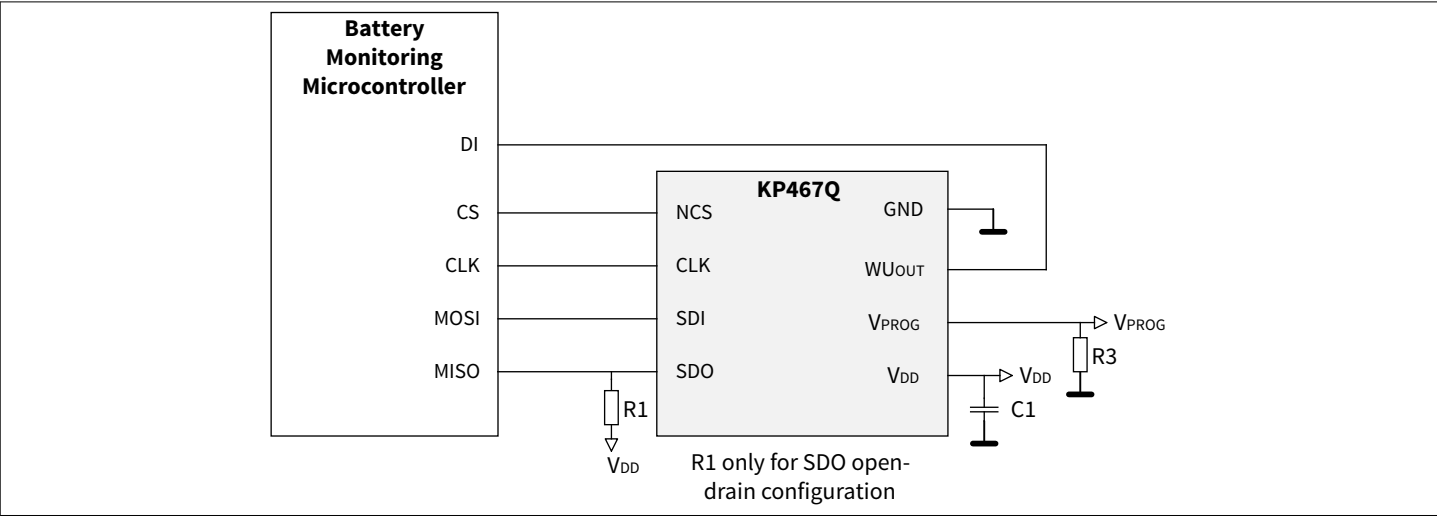 Battery
Monitoring
Microcontroller
DI
CS
CLK
MOSI
MISO
KP467Q
NCS
CLK
SDI
SDO
GND
WUOUT
VPROG
VDD
VPROG
R3
VDD
C1
R1
VDD
R1 only for SDO open-
drain configuration